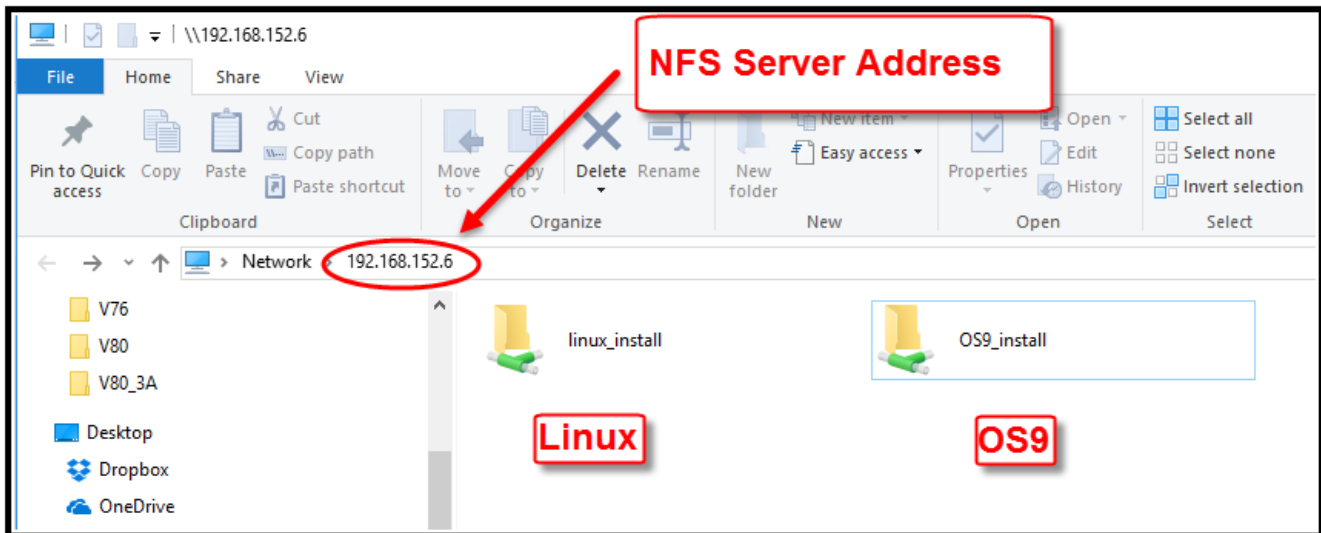 \\192.168.152.6
NFS Server Address
File Home Share View
Pin to Quick access
Copy
Paste
Cut
Copy path
Paste shortcut
Clipboard
Move to
Copy to
Delete
Rename
Organize
New folder
New item
Easy access
New
Properties
Open
Edit
History
Open
Select all
Select none
Invert selection
Select
Network 192.168.152.6
V76
V80
V80_3A
Desktop
Dropbox
OneDrive
linux_install
OS9_install
Linux
OS9